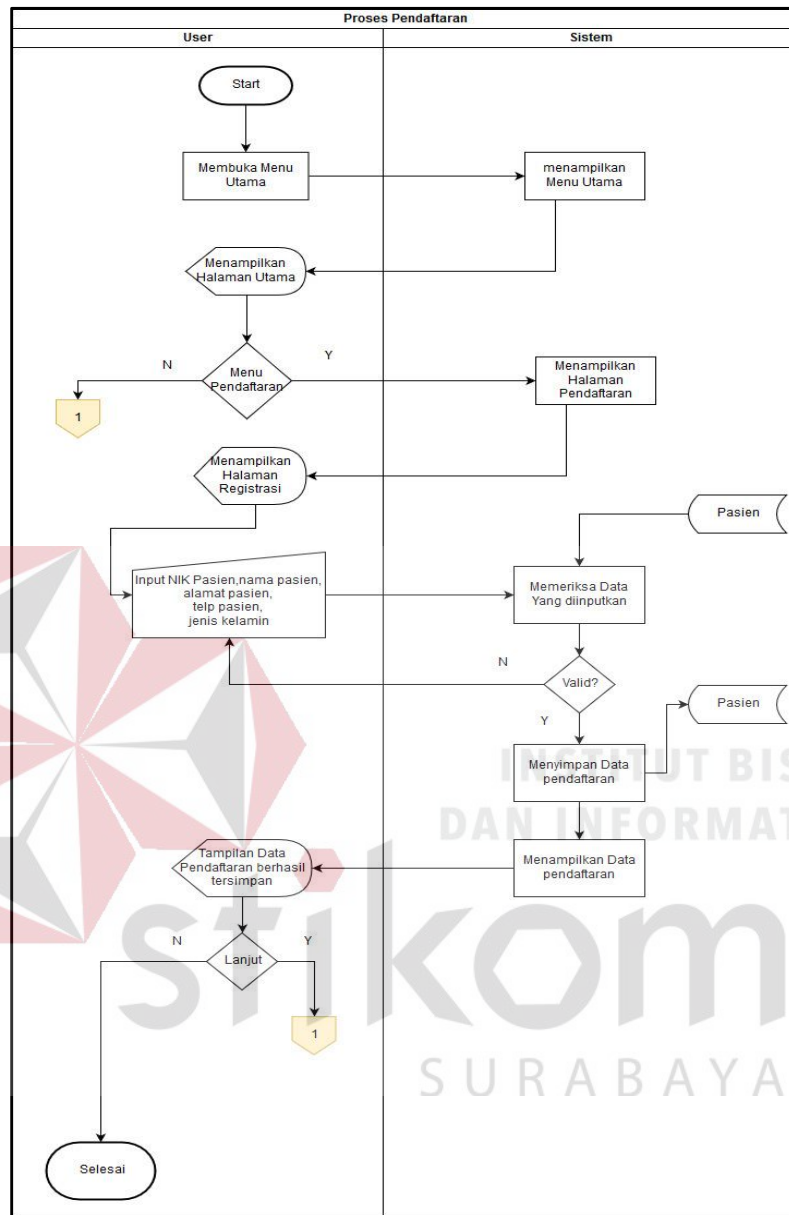 Proses Pendaftaran
User
Sistem
Start
Membuka Menu
Utama
menampilkan
Menu Utama
Menampilkan
Halaman Utama
N
Menu
Pendaftaran
Y
Menampilkan
Halaman
Pendaftaran
1
Menampilkan
Halaman
Registrasi
Pasien
Input NIK Pasien,nama pasien,
alamat pasien,
telp pasien,
jenis kelamin
Memeriksa Data
Yang diinputkan
N
Valid?
Y
Pasien
Menyimpan Data
pendaftaran
INSTITUT BIS
DAN INFORMAT
Tampilan Data
Pendaftaran berhasil
tersimpan
Menampilkan Data
pendaftaran
N
Lanjut
Y
1
stikom
SURABAYA
Selesai